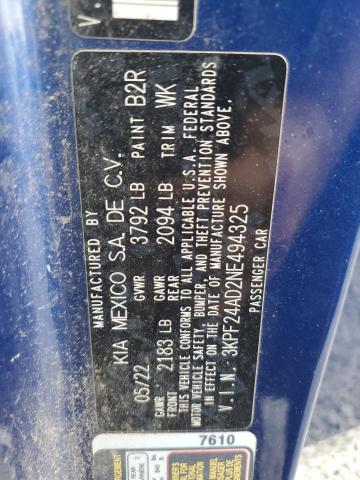 V.
MANUFACTURED BY
KIA MEXICO S.A. DE C.V.
05/22 GVWR 3792 LB PAINT B2R
GAWR FRONT 2183 LB GAWR REAR 2094 LB TRIM WK
THIS VEHICLE CONFORMS TO ALL APPLICABLE U.S.A. FEDERAL
MOTOR VEHICLE SAFETY, BUMPER, AND THEFT PREVENTION STANDARDS
IN EFFECT ON THE DATE OF MANUFACTURE SHOWN ABOVE.
V.I.N.:3KPF24AD2NE494325
PASSENGER CAR
7610
REAR